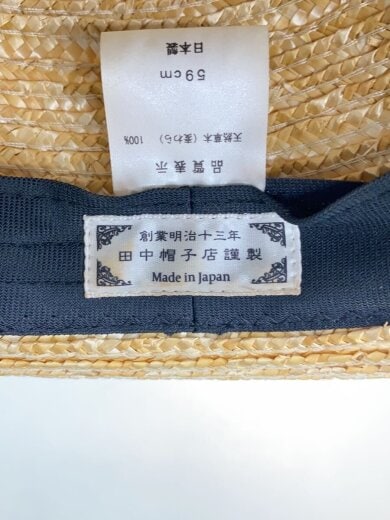 品質表示
天然草木（麦わら） 100%
59cm
日本製
創業明治十三年
田中帽子店謹製
Made in Japan